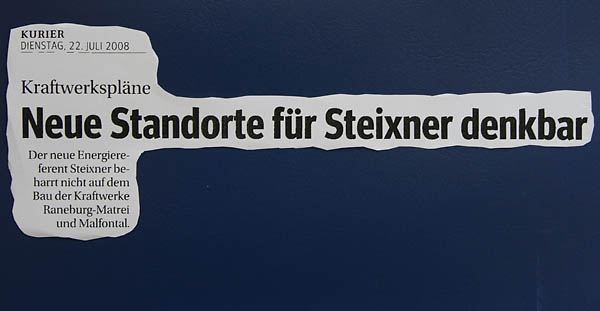 KURIER
DIENSTAG, 22. JULI 2008
Kraftwerkspläne
Neue Standorte für Steixner denkbar
Der neue Energiere-
ferent Steixner be-
harrt nicht auf dem
Bau der Kraftwerke
Raneburg-Matrei
und Malfontal.